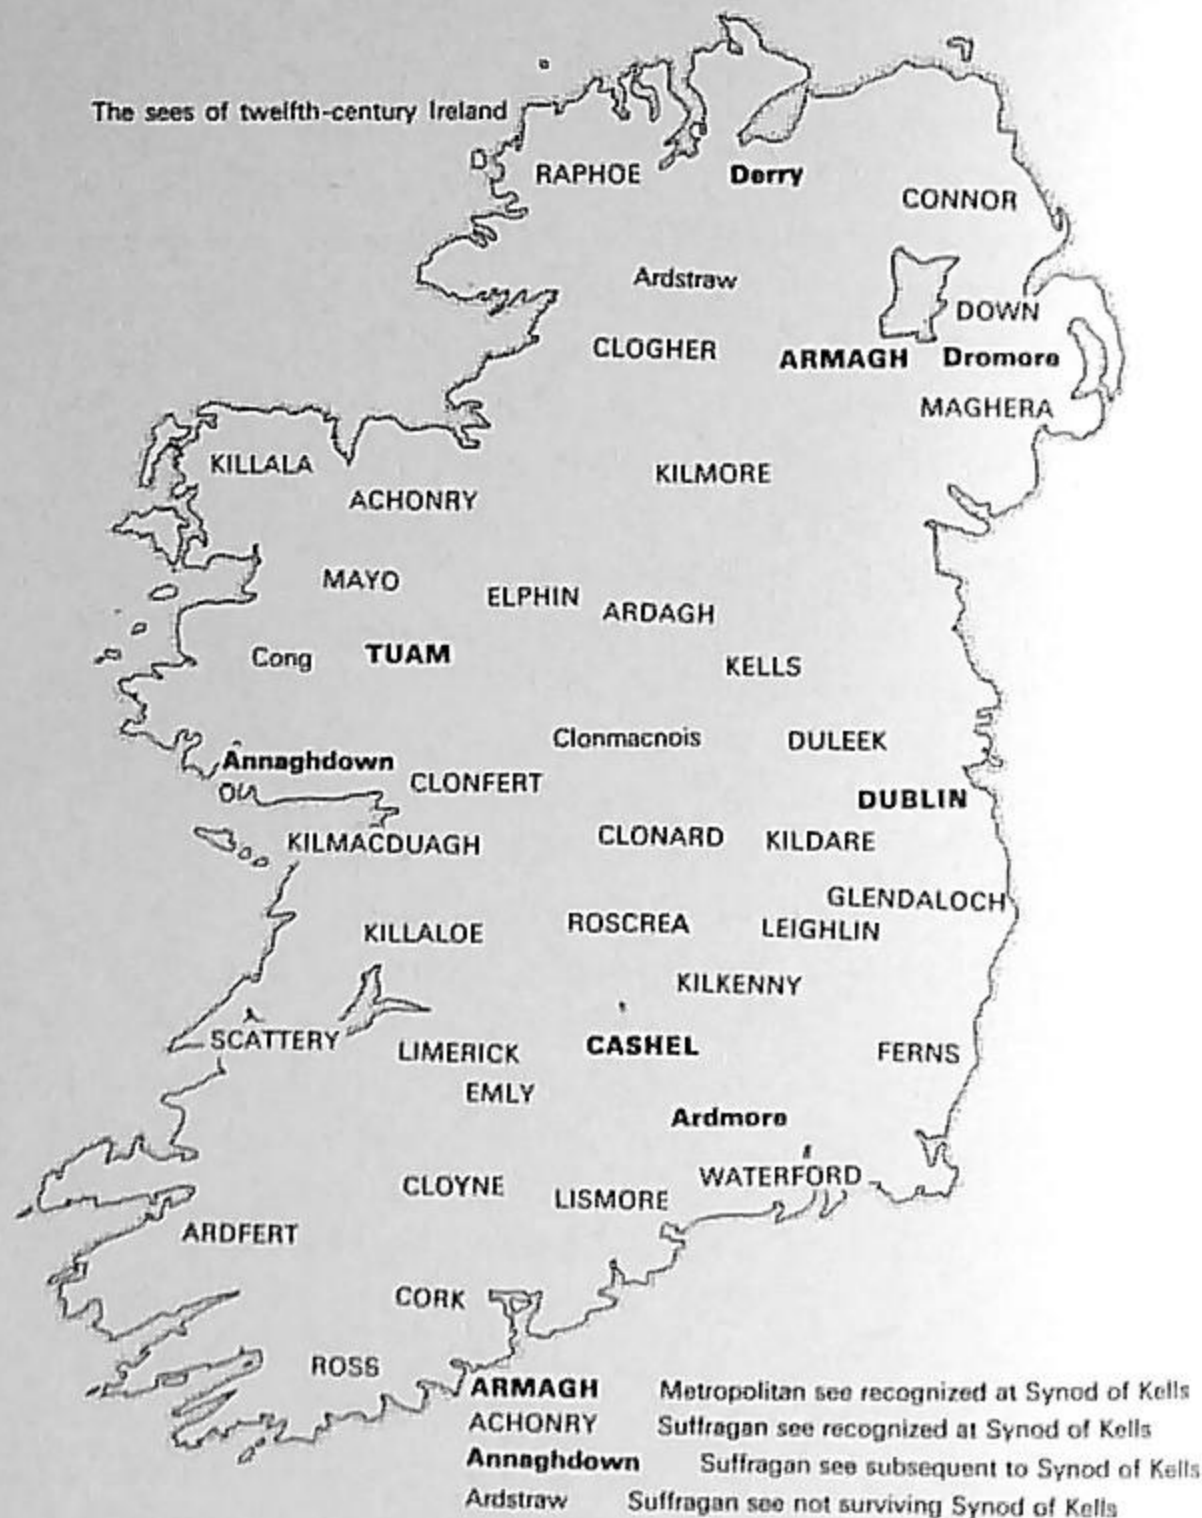 The sees of twelfth-century Ireland
RAPHOE
Derry
CONNOR
Ardstraw
DOWN
CLOGHER
ARMAGH
Dromore
MAGHERA
KILLALA
KILMORE
ACHONRY
MAYO
ELPHIN
ARDAGH
Cong
TUAM
KELLS
Clonmacnois
DULEEK
Annaghdown
CLONFERT
DUBLIN
KILMACDUAGH
CLONARD
KILDARE
GLENDALOCH
KILLALOE
ROSCREA
LEIGHLIN
KILKENNY
SCATTERY
LIMERICK
CASHEL
FERNS
EMLY
Ardmore
WATERFORD
CLOYNE
LISMORE
ARDFERT
CORK
ROSS
ARMAGH Metropolitan see recognized at Synod of Kells
ACHONRY Suffragan see recognized at Synod of Kells
Annaghdown Suffragan see subsequent to Synod of Kells
Ardstraw Suffragan see not surviving Synod of Kells